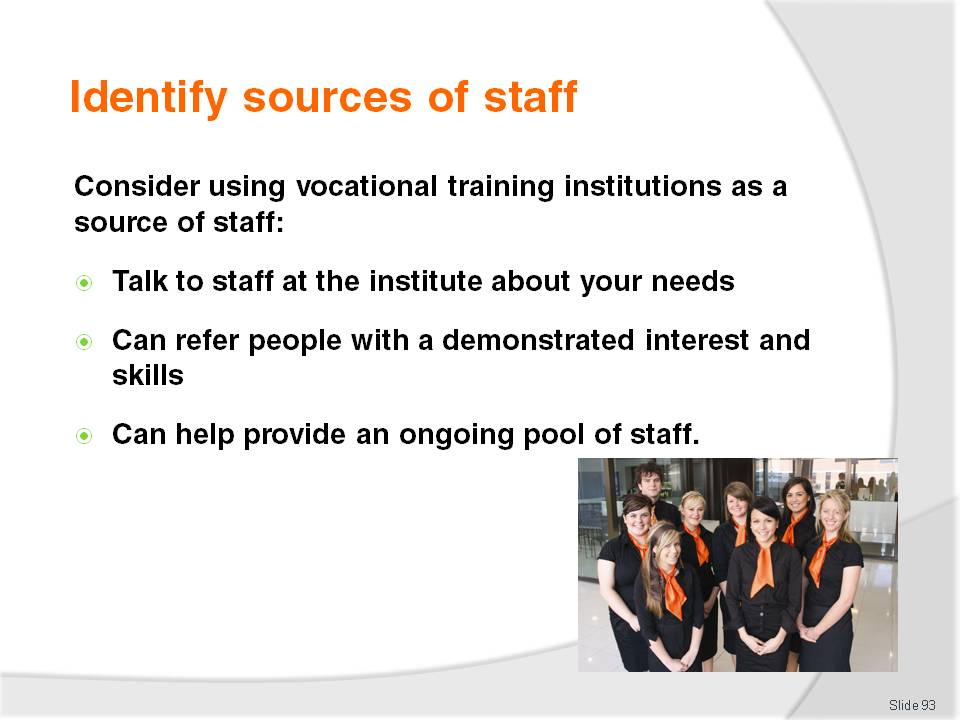 Identify sources of staff
Consider using vocational training institutions as a
source of staff:
Talk to staff at the institute about your needs
Can refer people with a demonstrated interest and
skills
Can help provide an ongoing pool of staff.
Slide 93